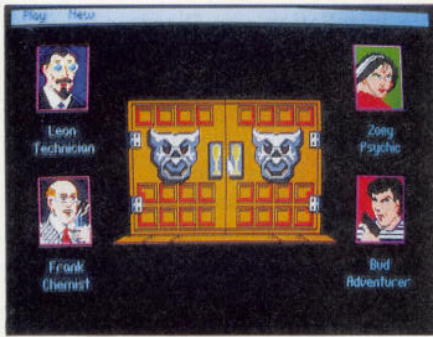 Play New
Leon
Technician
Zoey
Psychic
Frank
Chemist
Bud
Adventurer